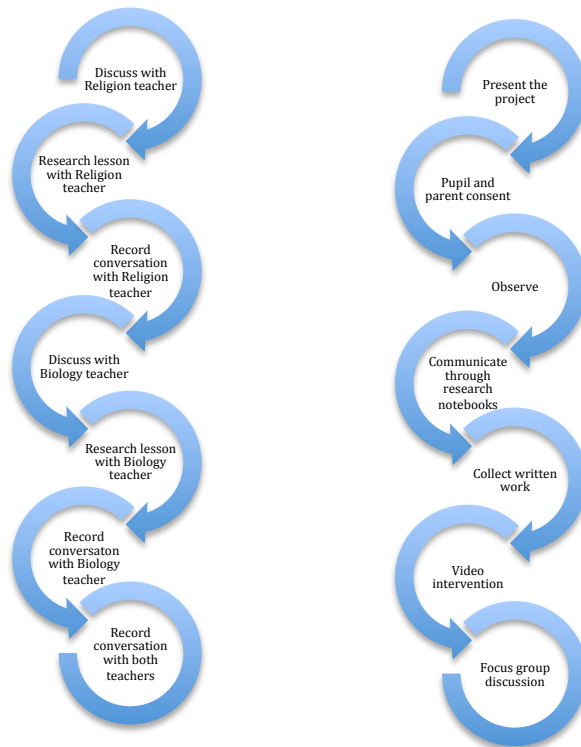 Discuss with
Religion teacher
Research lesson
with Religion
teacher
Record
conversation
with Religion
teacher
Discuss with
Biology teacher
Research lesson
with Biology
teacher
Record
conversaton
with Biology
teacher
Record
conversation
with both
teachers
Present the
project
Pupil and
parent consent
Observe
Communicate
through
research
notebooks
Collect written
work
Video
intervention
Focus group
discussion